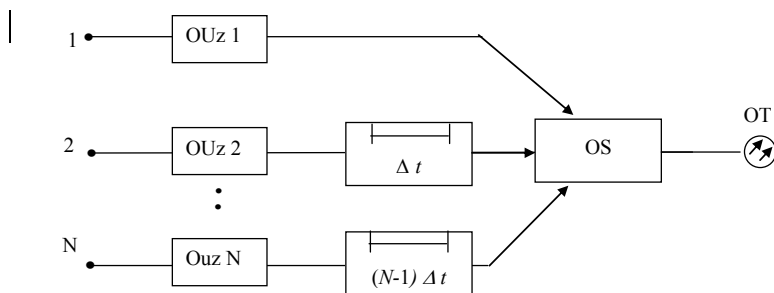 1
OUz 1
OT
2
OUz 2
Δ t
OS
N
Ouz N
(N-1) Δ t